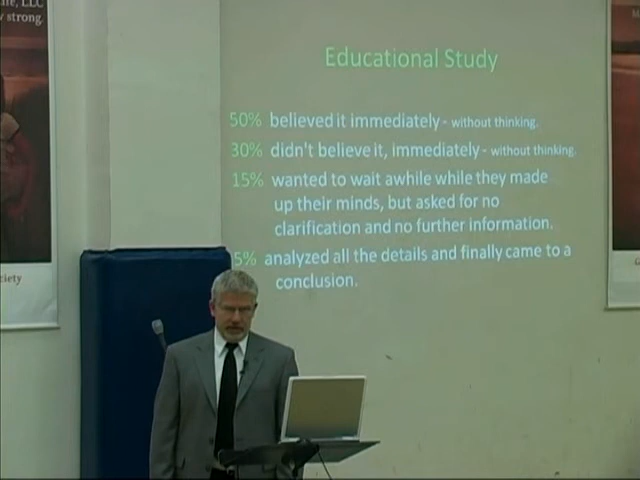 LLC
strong.
Educational Study
50% believed it immediately - without thinking.
30% didn't believe it, immediately - without thinking.
15% wanted to wait awhile while they made
up their minds, but asked for no
clarification and no further information.
5% analyzed all the details and finally came to a
conclusion.